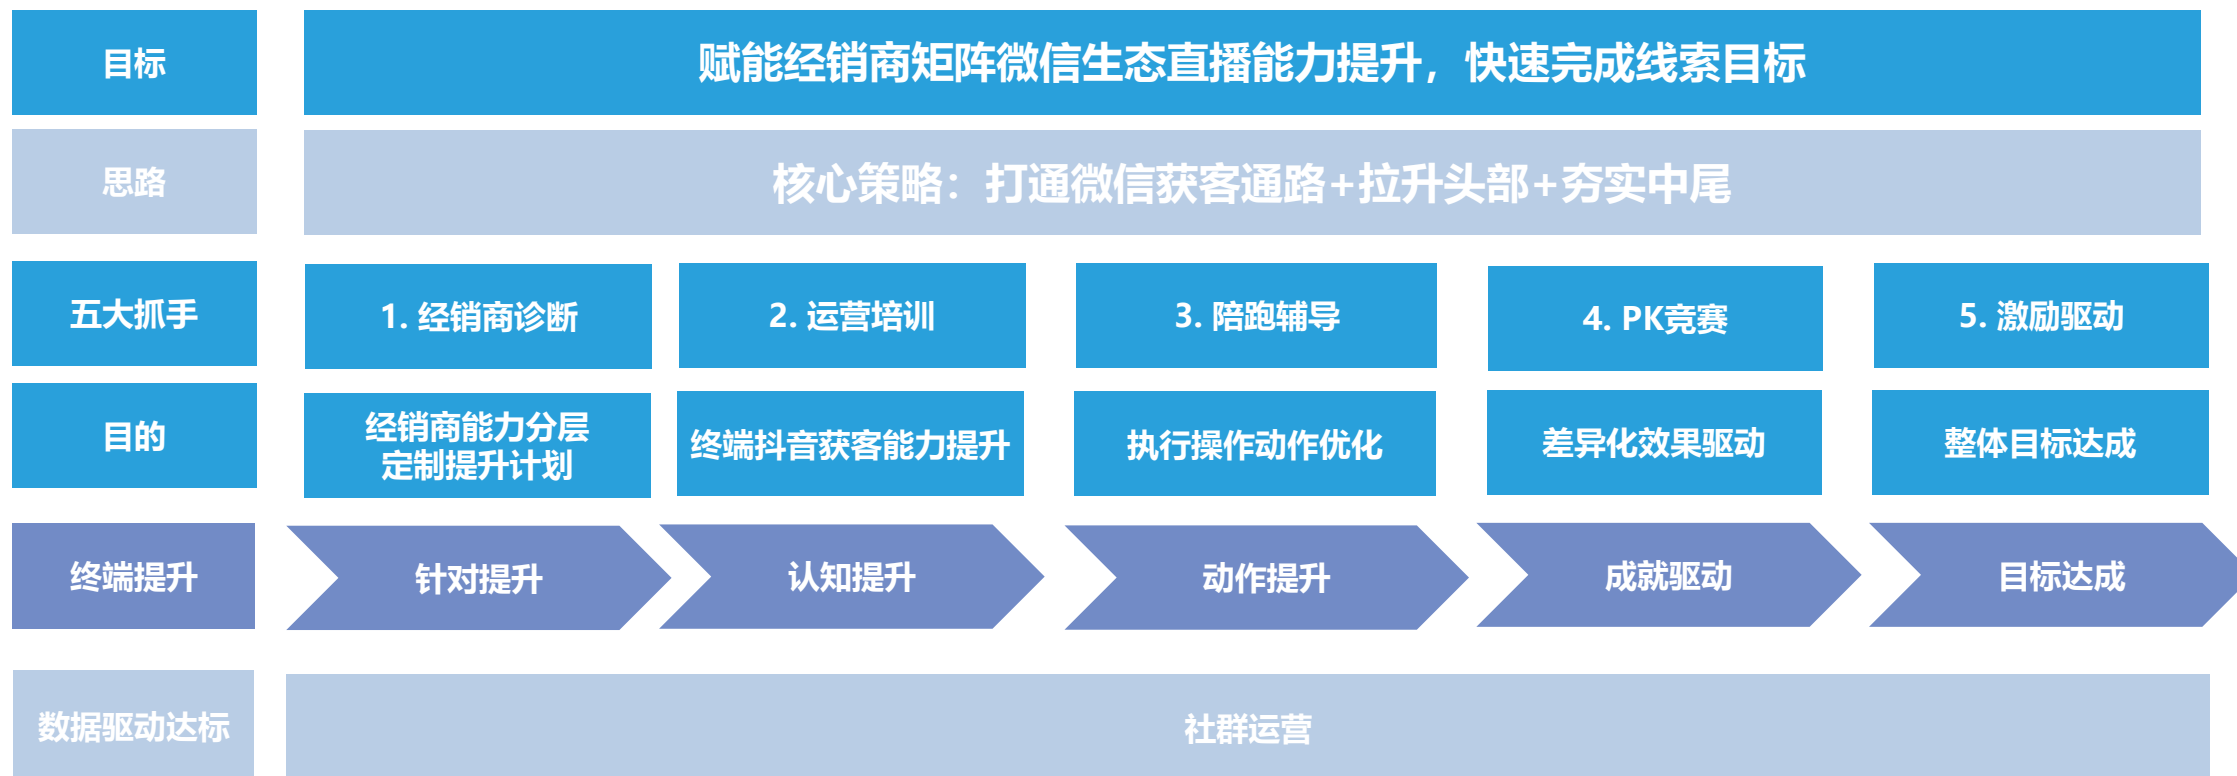 目标
赋能经销商矩阵微信生态直播能力提升，快速完成线索目标
思路
核心策略：打通微信获客通路+拉升头部+夯实中尾
五大抓手
1. 经销商诊断
2. 运营培训
3. 陪跑辅导
4. PK竞赛
5. 激励驱动
目的
经销商能力分层
定制提升计划
终端抖音获客能力提升
执行操作动作优化
差异化效果驱动
整体目标达成
终端提升
针对提升
认知提升
动作提升
成就驱动
目标达成
数据驱动达标
社群运营